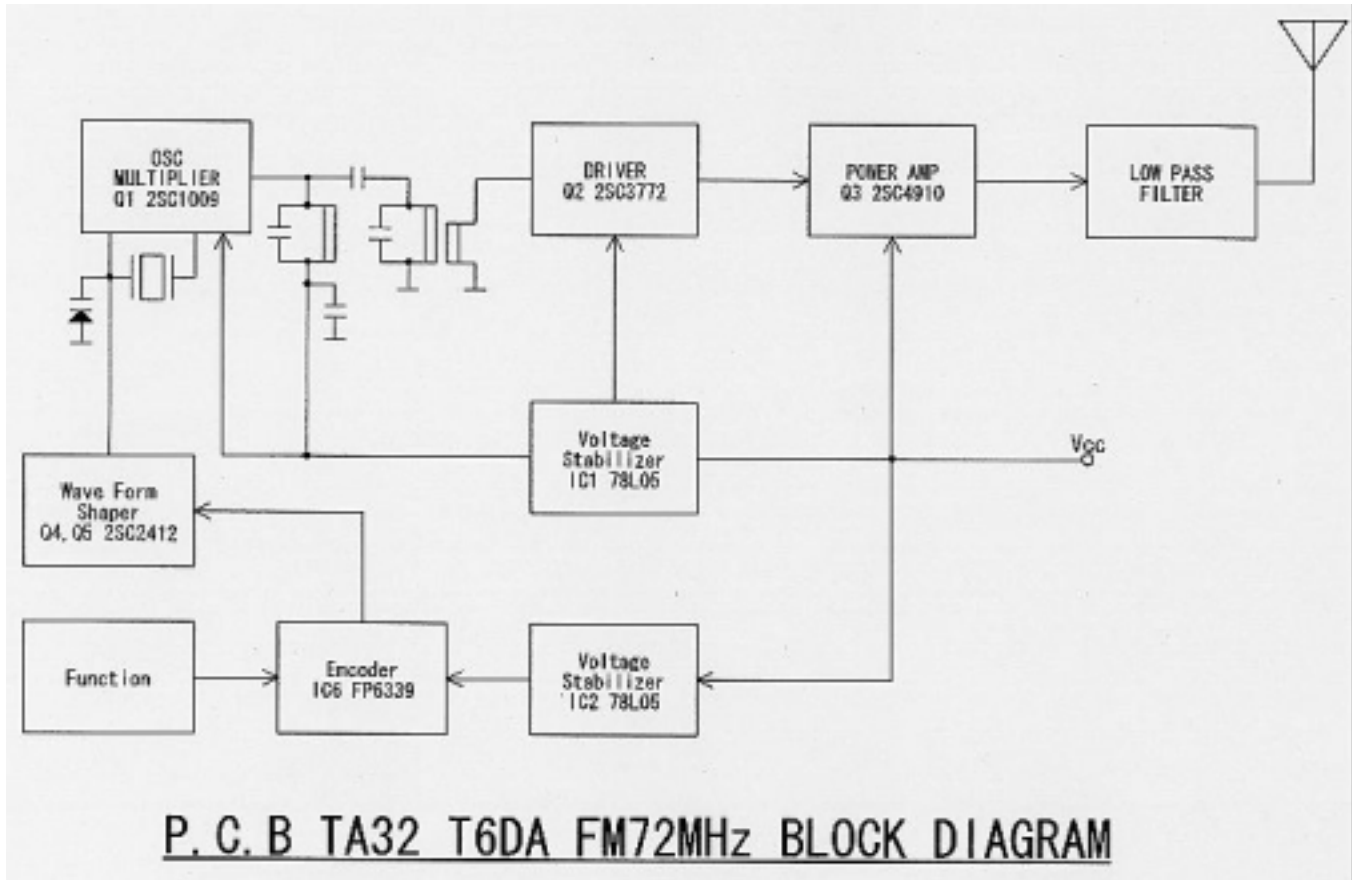 OSC
MULTIPLIER
Q1 2SC1009
DRIVER
Q2 2SC3772
POWER AMP
Q3 2SC4910
LOW PASS
FILTER
Voltage
Stabilizer
IC1 78L05
Vcc
Wave Form
Shaper
Q4,Q5 2SC2412
Function
Encoder
IC6 FP6339
Voltage
Stabilizer
IC2 78L05
P.C.B TA32 T6DA FM72MHz BLOCK DIAGRAM